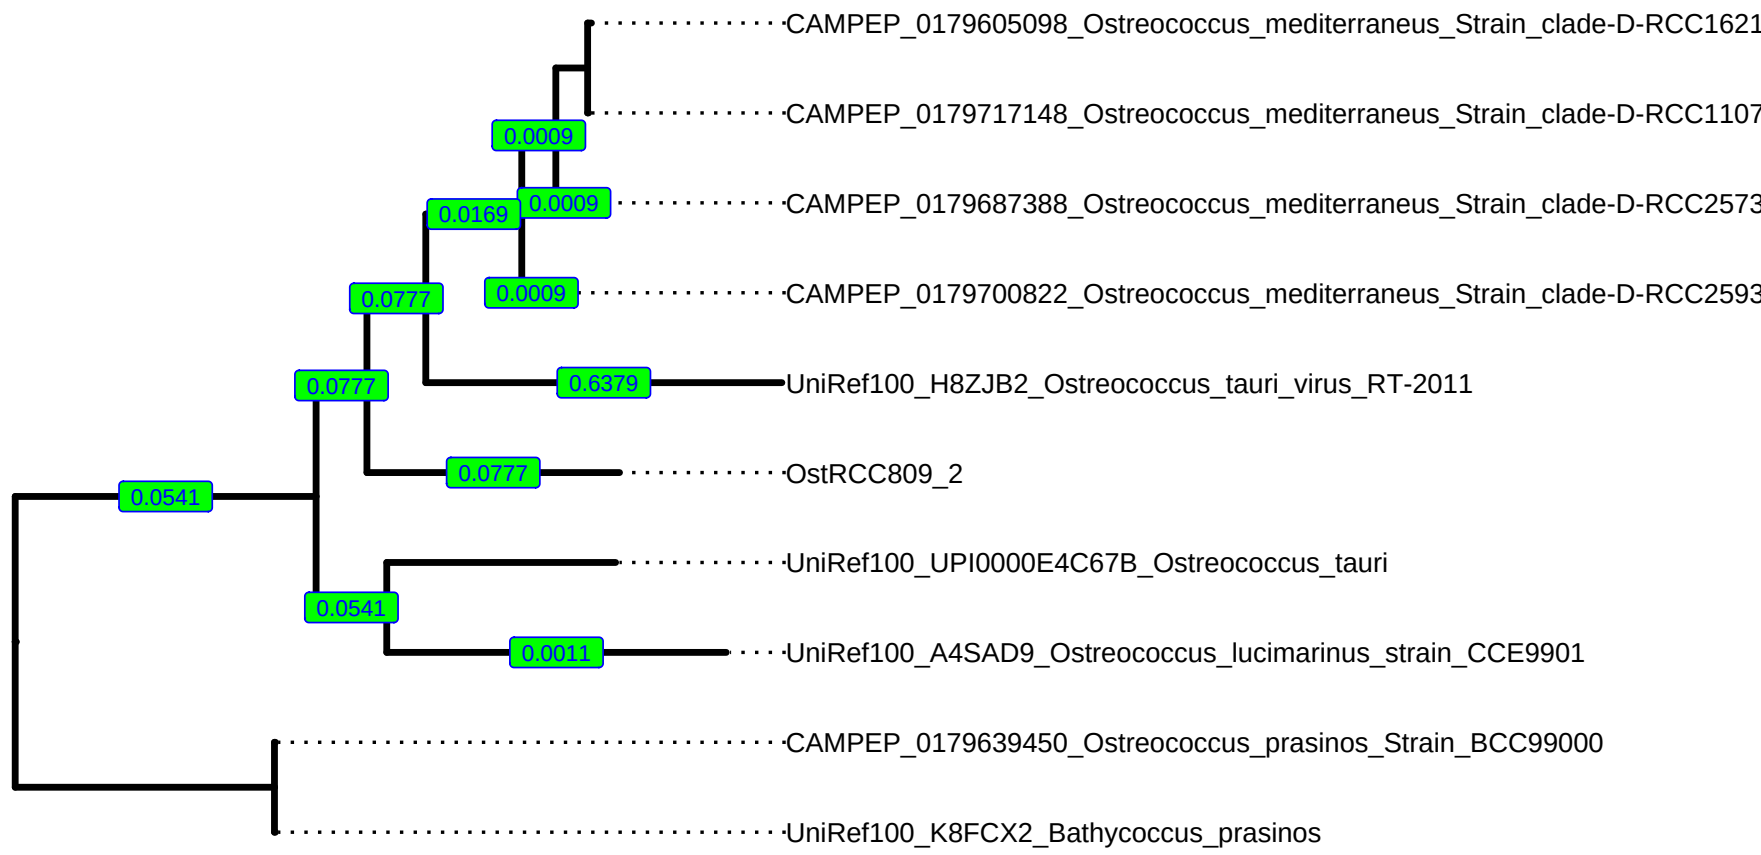 CAMPEP_0179605098_Ostreococcus_mediterraneus_Strain_clade-D-RCC1621
CAMPEP_0179717148_Ostreococcus_mediterraneus_Strain_clade-D-RCC1107
0.0009
0.0009
CAMPEP_0179687388_Ostreococcus_mediterraneus_Strain_clade-D-RCC2573
0.0169
0.0009
CAMPEP_0179700822_Ostreococcus_mediterraneus_Strain_clade-D-RCC2593
0.0777
0.6379
UniRef100_H8ZJB2_Ostreococcus_tauri_virus_RT-2011
0.0777
0.0777
OstRCC809_2
0.0541
UniRef100_UPI0000E4C67B_Ostreococcus_tauri
0.0541
0.0011
UniRef100_A4SAD9_Ostreococcus_lucimarinus_strain_CCE9901
CAMPEP_0179639450_Ostreococcus_prasinos_Strain_BCC99000
UniRef100_K8FCX2_Bathycoccus_prasinos